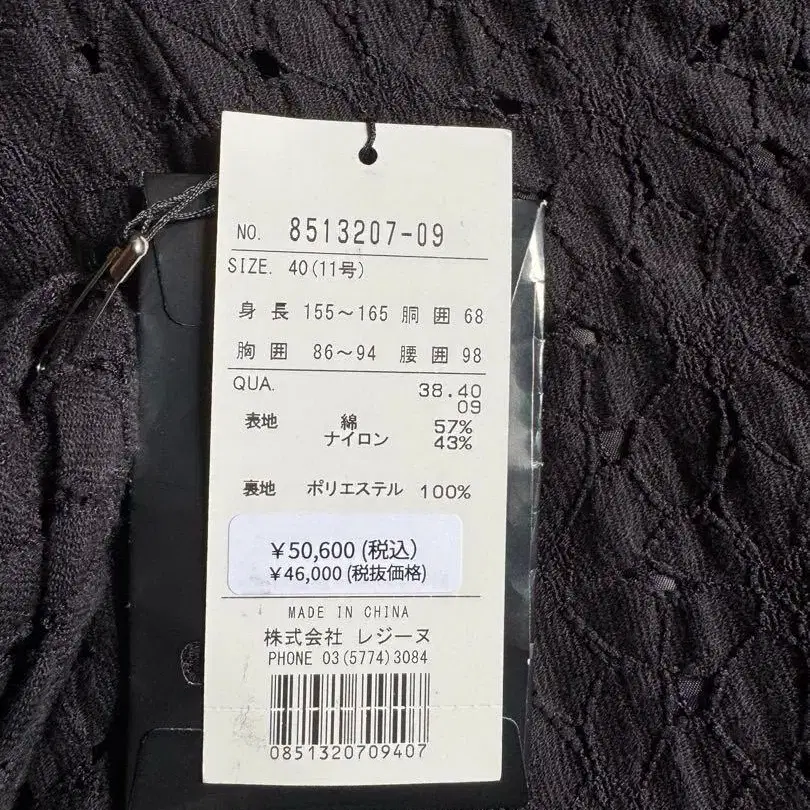 NO. 8513207-09
SIZE. 40(11号)
身長 155～165 胴囲 68
胸囲 86～94 腰囲 98
QUA. 38.40
09
表地 綿 57%
ナイロン 43%
裏地 ポリエステル 100%
￥50,600 (税込)
￥46,000 (税抜価格)
MADE IN CHINA
株式会社 レジーヌ
PHONE 03(5774)3084
0851320709407